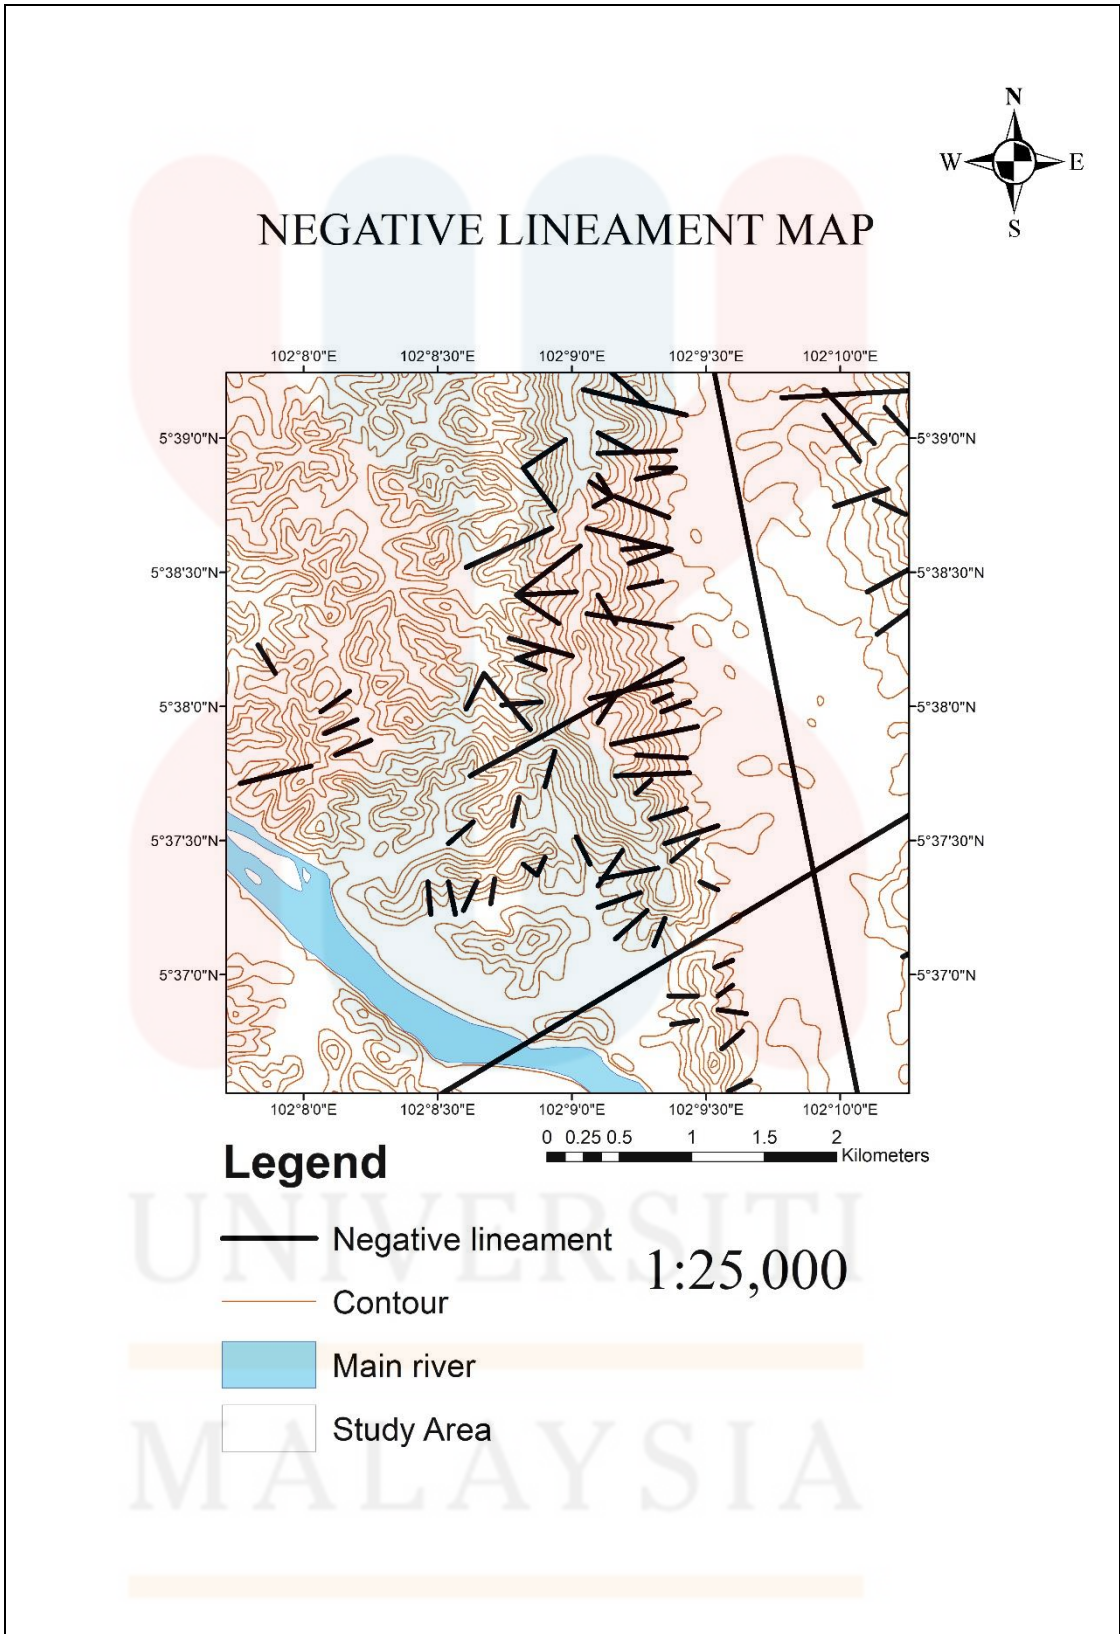 N
W E
S
NEGATIVE LINEAMENT MAP
102°8'0"E 102°8'30"E 102°9'0"E 102°9'30"E 102°10'0"E
5°39'0"N 5°39'0"N
5°38'30"N 5°38'30"N
5°38'0"N 5°38'0"N
5°37'30"N 5°37'30"N
5°37'0"N 5°37'0"N
102°8'0"E 102°8'30"E 102°9'0"E 102°9'30"E 102°10'0"E
0 0.25 0.5 1 1.5 2
Kilometers
Legend
UNIVERSITI
Negative lineament
1:25,000
Contour
Main river
Study Area
MALAYSIA